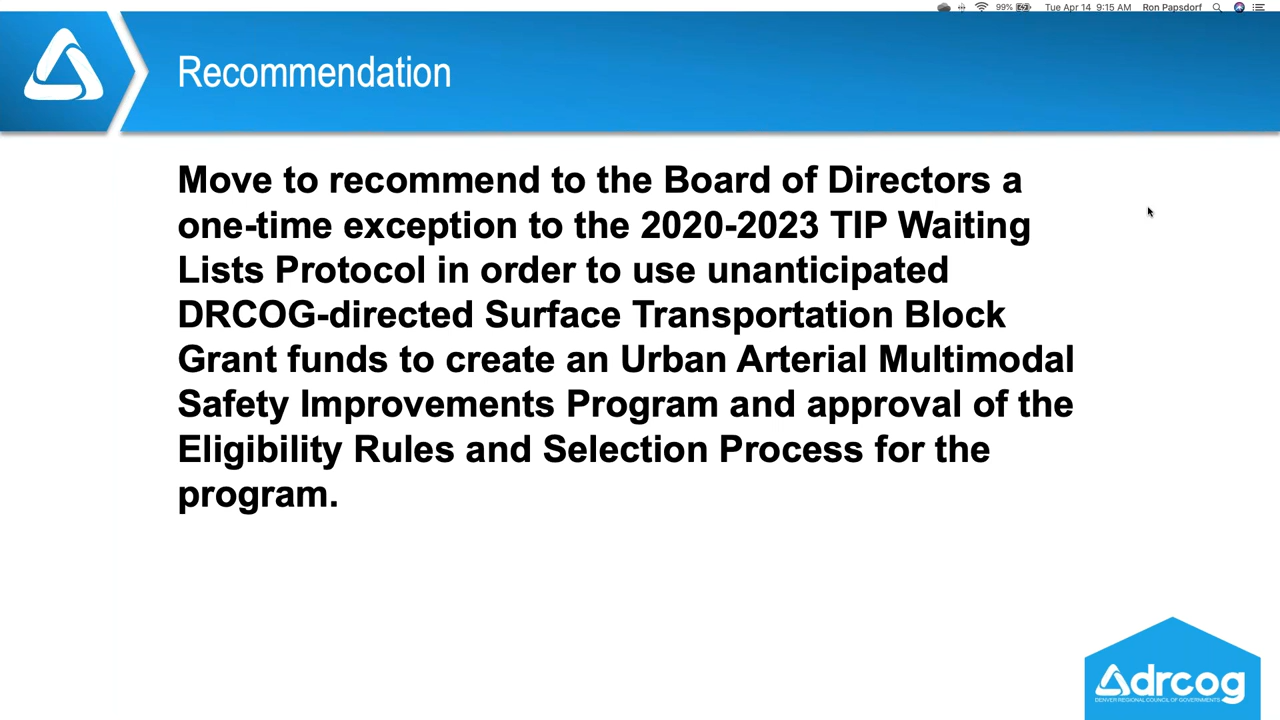 99% Tue Apr 14 9:15 AM Ron Papsdorf
Recommendation
Move to recommend to the Board of Directors a
one-time exception to the 2020-2023 TIP Waiting
Lists Protocol in order to use unanticipated
DRCOG-directed Surface Transportation Block
Grant funds to create an Urban Arterial Multimodal
Safety Improvements Program and approval of the
Eligibility Rules and Selection Process for the
program.
drcog
DENVER REGIONAL COUNCIL OF GOVERNMENTS